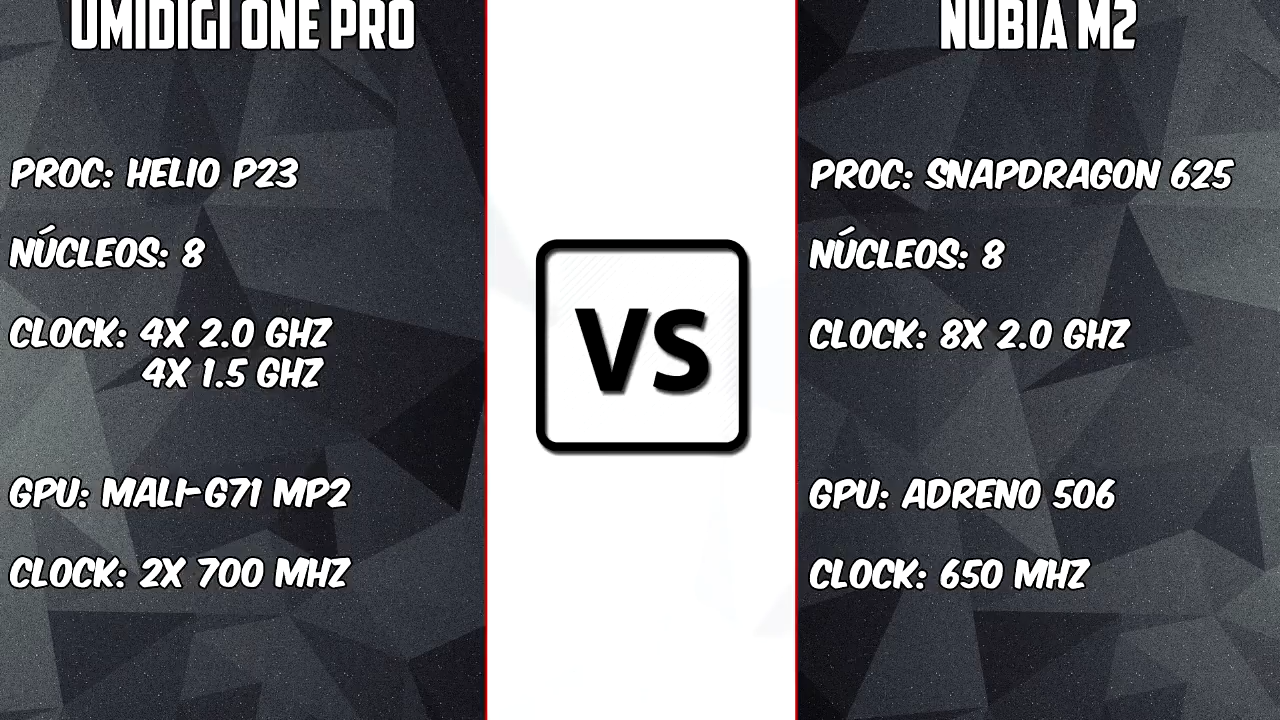 UMIDIGI ONE PRO
PROC: HELIO P23
NÚCLEOS: 8
CLOCK: 4X 2.0 GHZ
4X 1.5 GHZ
GPU: MALI-G71 MP2
CLOCK: 2X 700 MHZ
VS
NUBIA M2
PROC: SNAPDRAGON 625
NÚCLEOS: 8
CLOCK: 8X 2.0 GHZ
GPU: ADRENO 506
CLOCK: 650 MHZ